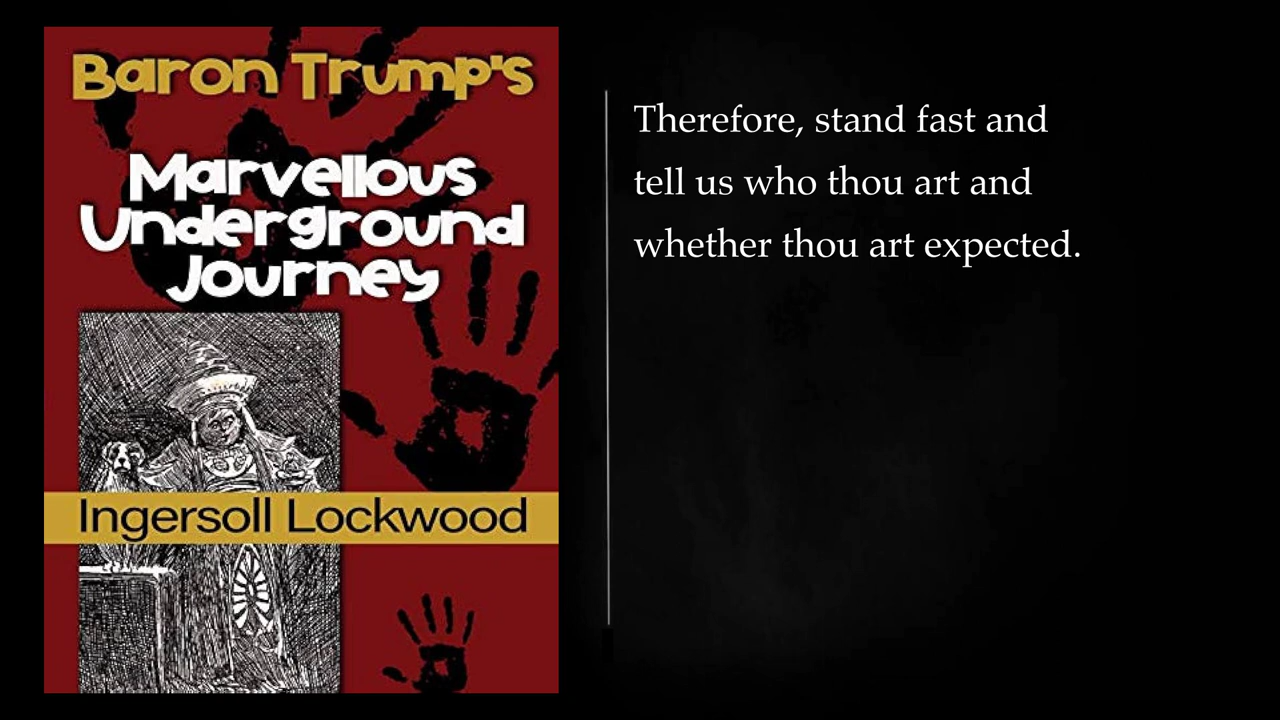 Baron Trump's
Marvellous
Underground
Journey
Ingersoll Lockwood
Therefore, stand fast and
tell us who thou art and
whether thou art expected.